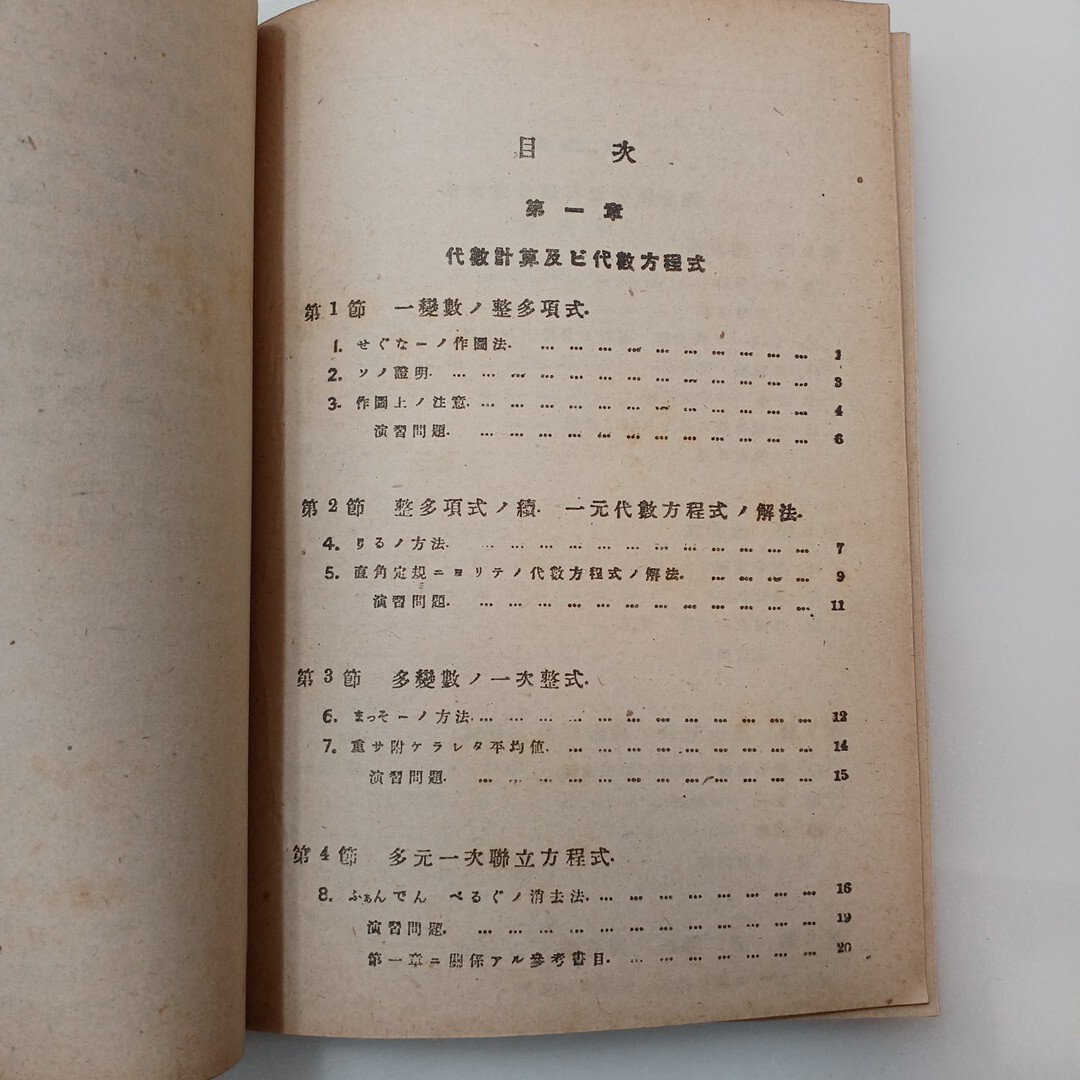 目 次
第一章
代數計算及ビ代數方程式
第1節 一變數ノ整多項式.
1. せぐなーノ作圖法. ... ... ... ... ... ... ... ... ... ... 1
2. ソノ證明. ... ... ... ... ... ... ... ... ... ... ... ... ... 3
3. 作圖上ノ注意. ... ... ... ... ... ... ... ... ... ... ... ... 4
演習問題. ... ... ... ... ... ... ... ... ... ... ... ... 6
第2節 整多項式ノ續. 一元代數方程式ノ解法.
4. りるノ方法. ... ... ... ... ... ... ... ... ... ... ... ... 7
5. 直角定規ニヨリテノ代數方程式ノ解法. ... ... ... ... 9
演習問題. ... ... ... ... ... ... ... ... ... ... ... ... 11
第3節 多變數ノ一次整式.
6. まっそーノ方法. ... ... ... ... ... ... ... ... ... ... ... ... 12
7. 重サ附ケラレタ平均値. ... ... ... ... ... ... ... ... ... 14
演習問題. ... ... ... ... ... ... ... ... ... ... ... ... 15
第4節 多元一次聯立方程式.
8. ふぁんでん べるぐノ消去法. ... ... ... ... ... ... ... ... 16
演習問題. ... ... ... ... ... ... ... ... ... ... ... ... 19
第一章ニ關係アル參考書目. ... ... ... ... ... ... ... 20